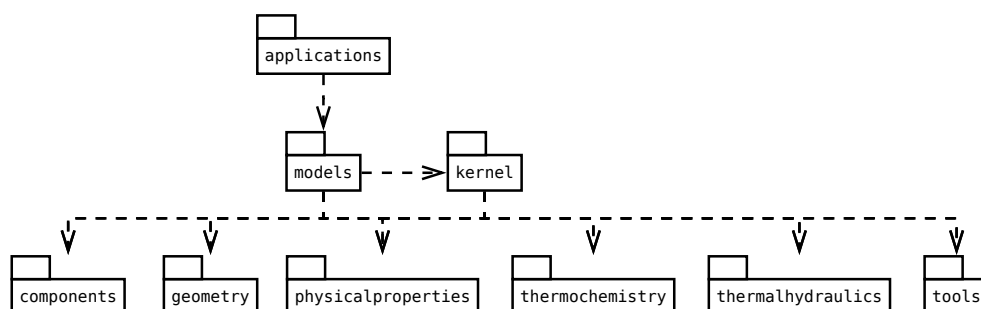 applications
models
kernel
components
geometry
physicalproperties
thermochemistry
thermalhydraulics
tools